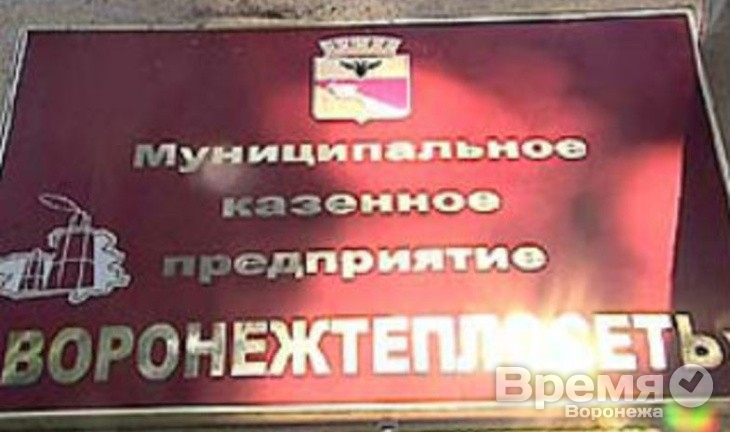 Муниципальное
казенное
предприятие
ВОРОНЕЖТЕПЛОСЕТЬ
Время
Воронежа